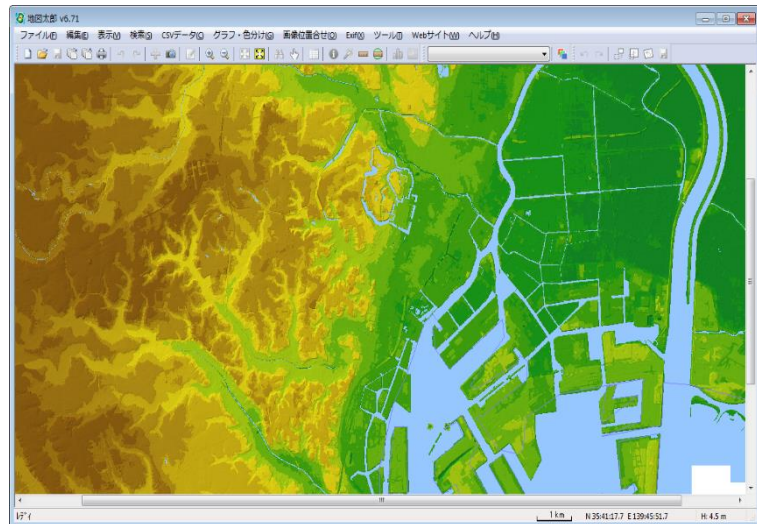 地図太郎 v6.71
ファイル(F) 編集(E) 表示(V) 検索(S) CSVデータ(C) グラフ・色分け(G) 画像位置合せ(O) Exif(X) ツール(T) Webサイト(W) ヘルプ(H)
ﾚﾃﾞｨ 1 km N 35:41:17.7 E 139:45:51.7 H: 4.5 m